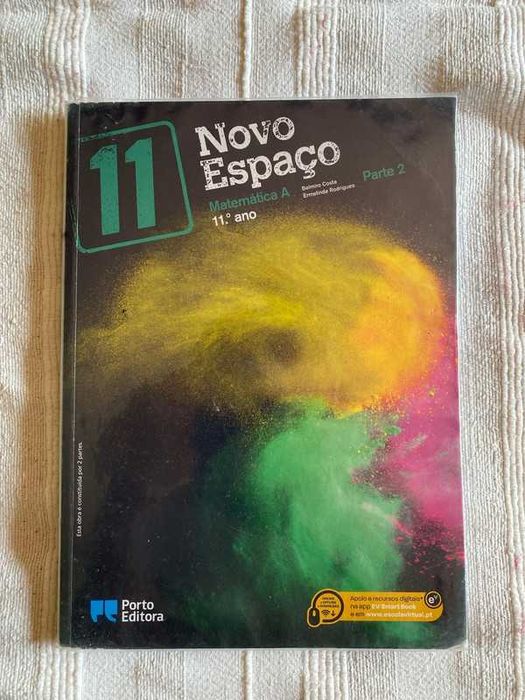 11
Novo
Espaço
Matemática A
11.º ano
Belmiro Costa
Ermelinda Rodrigues
Parte 2
Esta obra é constituída por 2 partes.
Porto
Editora
Apoio e recursos digitais*
na app EV Smart Book
e em www.escolavirtual.pt
ev